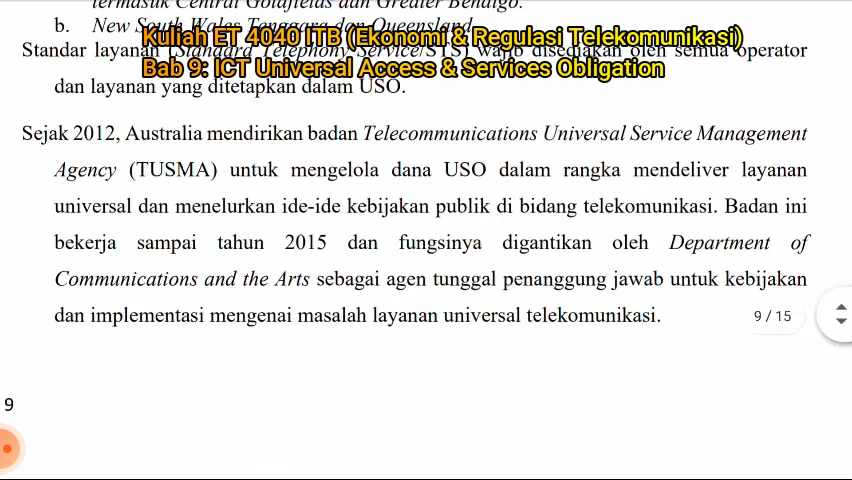 termasuk Central Goldfields dan Greater Bendigo.
b. New South Wales Tenggara dan Queensland
Kuliah ET 4040 ITB (Ekonomi & Regulasi Telekomunikasi)
Standar layanan (Standard Telephony Service/STS) wajib disediakan oleh semua operator
Bab 9: ICT Universal Access & Services Obligation
dan layanan yang ditetapkan dalam USO.
Sejak 2012, Australia mendirikan badan Telecommunications Universal Service Management
Agency (TUSMA) untuk mengelola dana USO dalam rangka mendeliver layanan
universal dan menelurkan ide-ide kebijakan publik di bidang telekomunikasi. Badan ini
bekerja sampai tahun 2015 dan fungsinya digantikan oleh Department of
Communications and the Arts sebagai agen tunggal penanggung jawab untuk kebijakan
dan implementasi mengenai masalah layanan universal telekomunikasi.
9 / 15
9